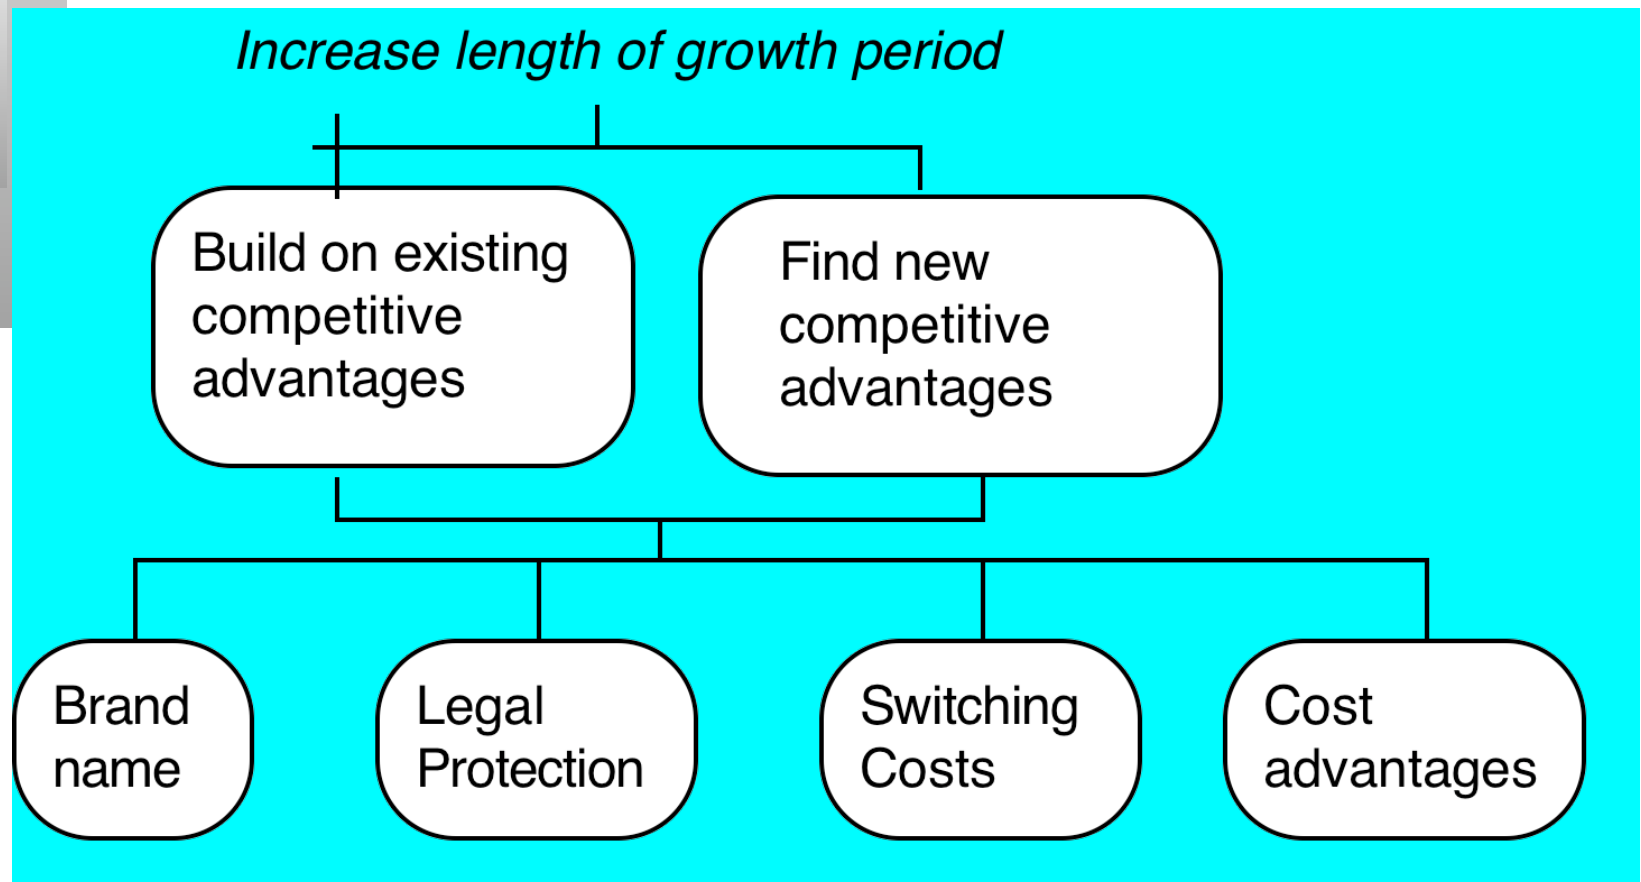 Increase length of growth period
Build on existing
competitive
advantages
Find new
competitive
advantages
Brand
name
Legal
Protection
Switching
Costs
Cost
advantages